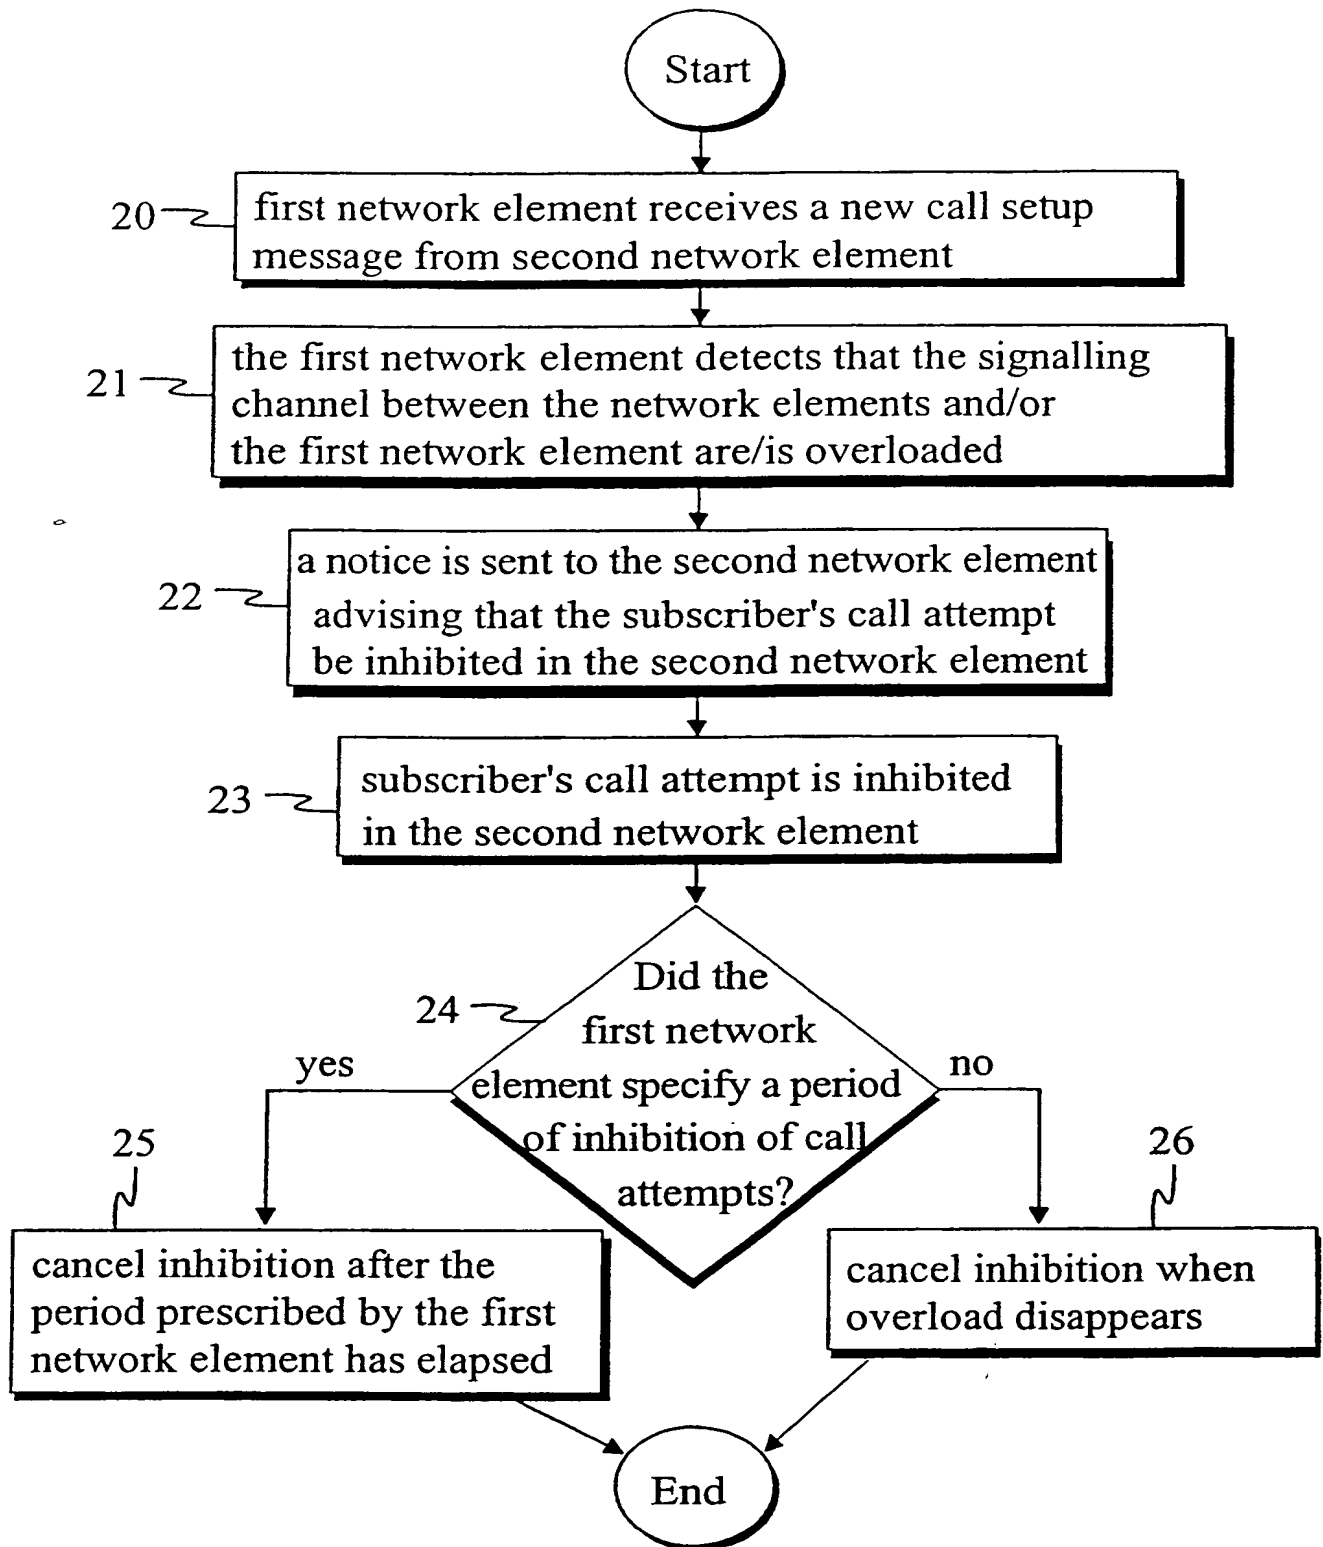 Start
20
first network element receives a new call setup
message from second network element
21
the first network element detects that the signalling
channel between the network elements and/or
the first network element are/is overloaded
22
a notice is sent to the second network element
advising that the subscriber's call attempt
be inhibited in the second network element
23
subscriber's call attempt is inhibited
in the second network element
24
Did the
first network
element specify a period
of inhibition of call
attempts?
yes
no
25
cancel inhibition after the
period prescribed by the first
network element has elapsed
26
cancel inhibition when
overload disappears
End